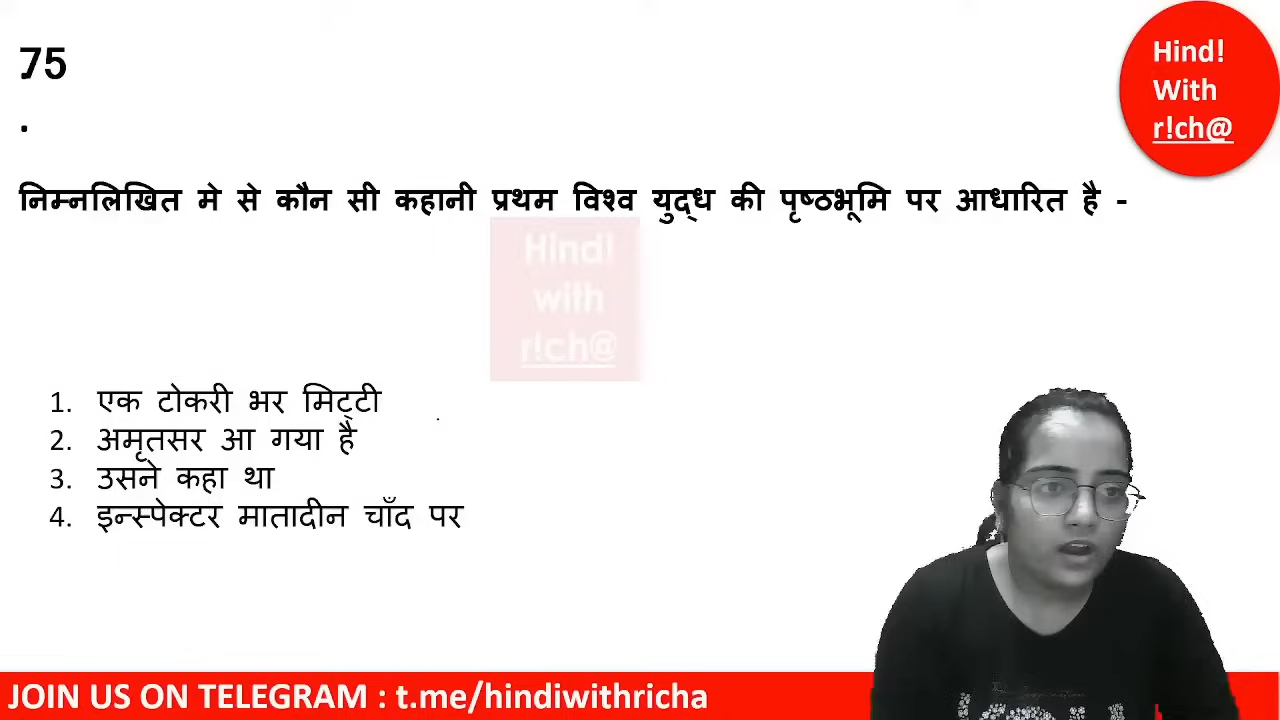 75
.
Hind!
With
r!ch@
निम्नलिखित मे से कौन सी कहानी प्रथम विश्व युद्ध की पृष्ठभूमि पर आधारित है -
Hind!
with
r!ch@
1. एक टोकरी भर मिट्टी
2. अमृतसर आ गया है
3. उसने कहा था
4. इन्स्पेक्टर मातादीन चाँद पर
JOIN US ON TELEGRAM : t.me/hindiwithricha